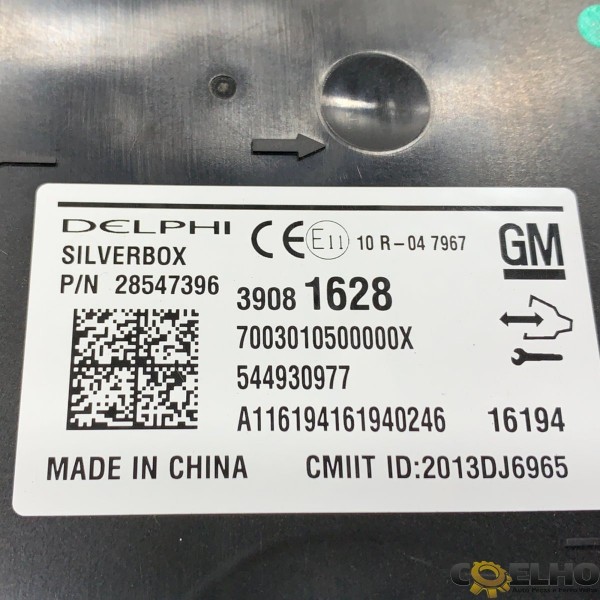 DELPHI
SILVERBOX
P/N 28547396
CE E11 10 R-04 7967
GM
3908 1628
7003010500000X
544930977
A116194161940246 16194
MADE IN CHINA CMIIT ID:2013DJ6965
COELHO